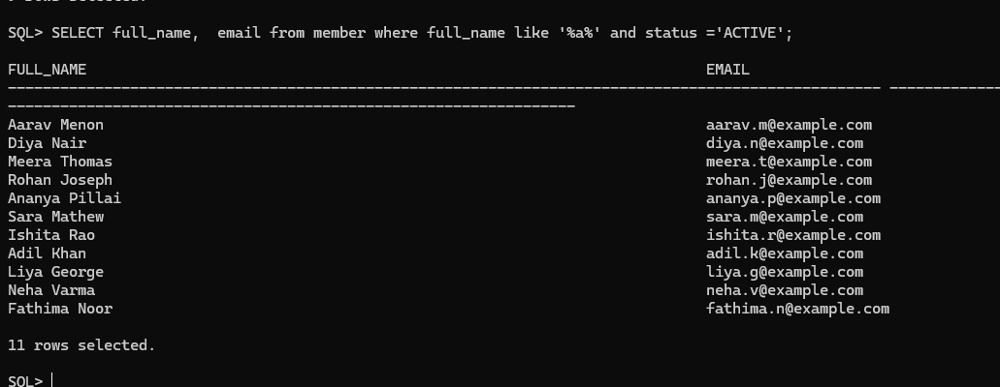 SQL> SELECT full_name,  email from member where full_name like '%a%' and status ='ACTIVE';
FULL_NAME                                                                       EMAIL
---------------------------------------------------------------------------------------------------- -------------
-----------------------------------------------------------------
Aarav Menon                                                                     aarav.m@example.com
Diya Nair                                                                       diya.n@example.com
Meera Thomas                                                                    meera.t@example.com
Rohan Joseph                                                                    rohan.j@example.com
Ananya Pillai                                                                   ananya.p@example.com
Sara Mathew                                                                     sara.m@example.com
Ishita Rao                                                                      ishita.r@example.com
Adil Khan                                                                       adil.k@example.com
Liya George                                                                     liya.g@example.com
Neha Varma                                                                      neha.v@example.com
Fathima Noor                                                                    fathima.n@example.com
11 rows selected.
SQL>